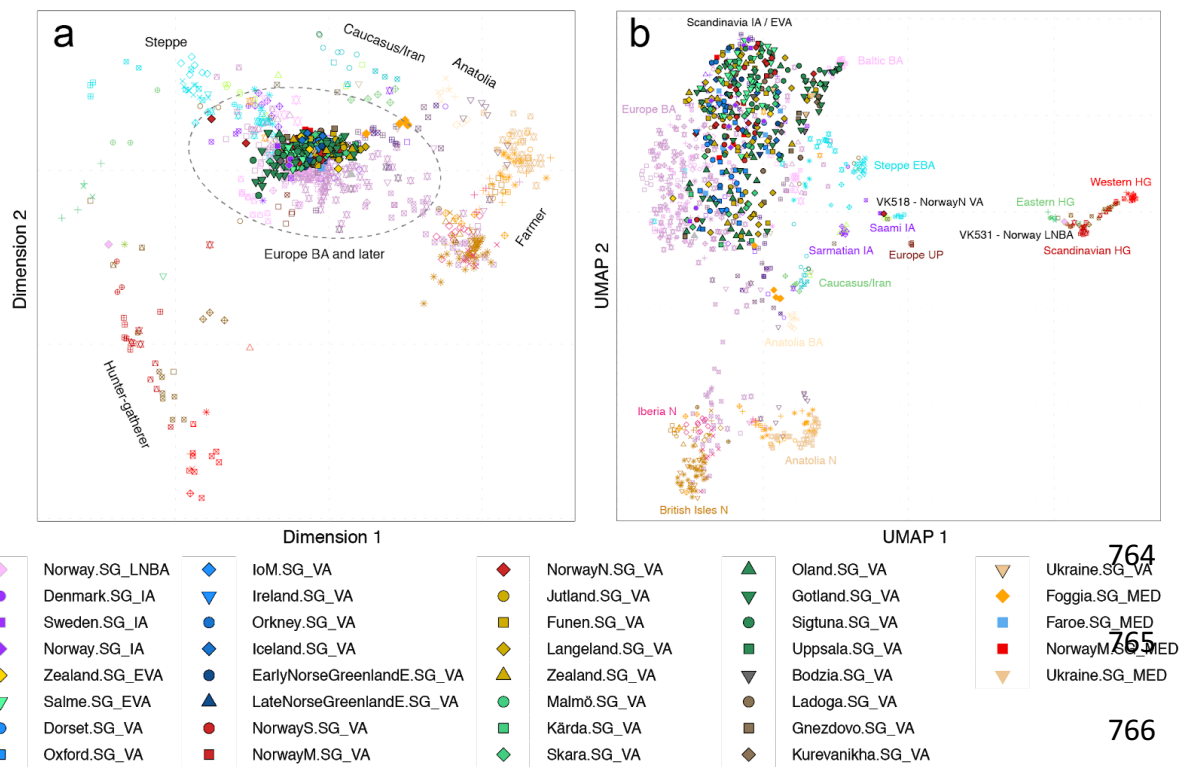 a
Steppe
Caucasus/Iran
Anatolia
Farmer
Europe BA and later
Hunter-gatherer
Dimension 2
Dimension 1
b
Scandinavia IA / EVA
Baltic BA
Europe BA
Steppe EBA
Western HG
VK518 - NorwayN VA
Eastern HG
Saami IA
VK531 - Norway LNBA
Sarmatian IA
Europe UP
Scandinavian HG
Caucasus/Iran
Anatolia BA
Iberia N
Anatolia N
British Isles N
UMAP 2
UMAP 1
Norway.SG_LNBA
Denmark.SG_IA
Sweden.SG_IA
Norway.SG_IA
Zealand.SG_EVA
Salme.SG_EVA
Dorset.SG_VA
Oxford.SG_VA
IoM.SG_VA
Ireland.SG_VA
Orkney.SG_VA
Iceland.SG_VA
EarlyNorseGreenlandE.SG_VA
LateNorseGreenlandE.SG_VA
NorwayS.SG_VA
NorwayM.SG_VA
NorwayN.SG_VA
Jutland.SG_VA
Funen.SG_VA
Langeland.SG_VA
Zealand.SG_VA
Malmö.SG_VA
Kärda.SG_VA
Skara.SG_VA
Oland.SG_VA
Gotland.SG_VA
Sigtuna.SG_VA
Uppsala.SG_VA
Bodzia.SG_VA
Ladoga.SG_VA
Gnezdovo.SG_VA
Kurevanikha.SG_VA
Ukraine.SG_VA
Foggia.SG_MED
Faroe.SG_MED
NorwayM.SG_MED
Ukraine.SG_MED
764
765
766